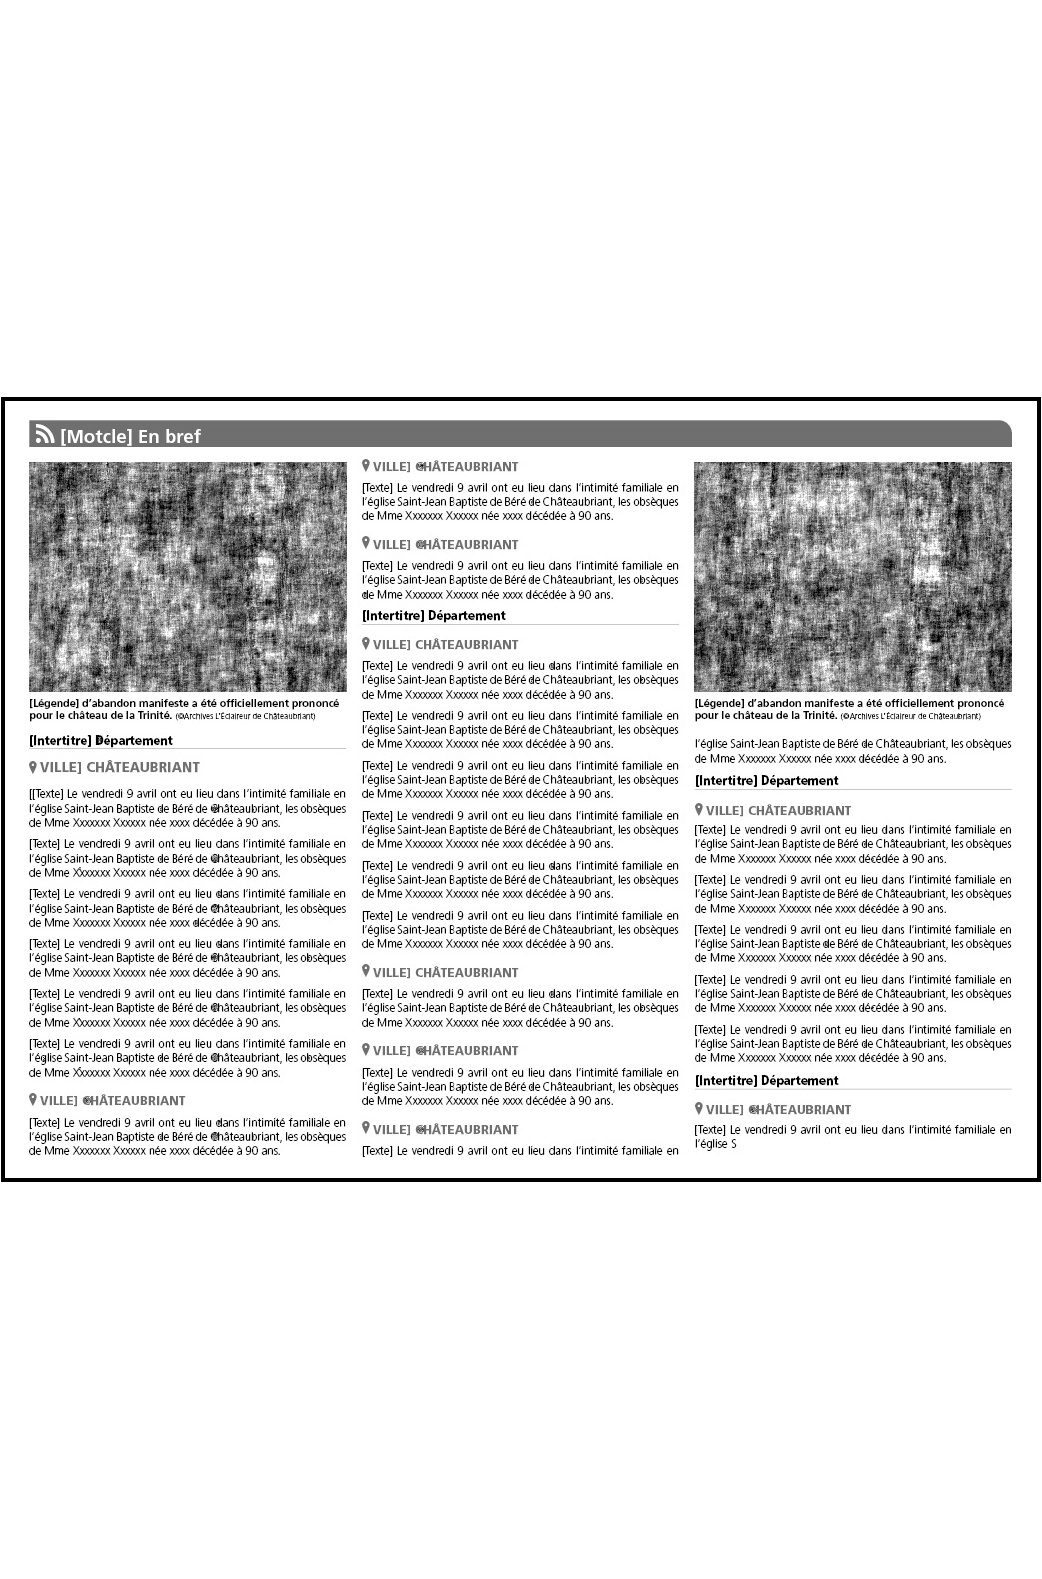 [Motcle] En bref
[Légende] d'abandon manifeste a été officiellement prononcé
pour le château de la Trinité. (©Archives L'Éclaireur de Châteaubriant)
[Intertitre] Département
VILLE] CHÂTEAUBRIANT
[[Texte] Le vendredi 9 avril ont eu lieu dans l'intimité familiale en
l'église Saint-Jean Baptiste de Béré de Châteaubriant, les obsèques
de Mme Xxxxxxx Xxxxxx née xxxx décédée à 90 ans.
[Texte] Le vendredi 9 avril ont eu lieu dans l'intimité familiale en
l'église Saint-Jean Baptiste de Béré de Châteaubriant, les obsèques
de Mme Xxxxxxx Xxxxxx née xxxx décédée à 90 ans.
[Texte] Le vendredi 9 avril ont eu lieu dans l'intimité familiale en
l'église Saint-Jean Baptiste de Béré de Châteaubriant, les obsèques
de Mme Xxxxxxx Xxxxxx née xxxx décédée à 90 ans.
[Texte] Le vendredi 9 avril ont eu lieu dans l'intimité familiale en
l'église Saint-Jean Baptiste de Béré de Châteaubriant, les obsèques
de Mme Xxxxxxx Xxxxxx née xxxx décédée à 90 ans.
[Texte] Le vendredi 9 avril ont eu lieu dans l'intimité familiale en
l'église Saint-Jean Baptiste de Béré de Châteaubriant, les obsèques
de Mme Xxxxxxx Xxxxxx née xxxx décédée à 90 ans.
[Texte] Le vendredi 9 avril ont eu lieu dans l'intimité familiale en
l'église Saint-Jean Baptiste de Béré de Châteaubriant, les obsèques
de Mme Xxxxxxx Xxxxxx née xxxx décédée à 90 ans.
VILLE] CHÂTEAUBRIANT
[Texte] Le vendredi 9 avril ont eu lieu dans l'intimité familiale en
l'église Saint-Jean Baptiste de Béré de Châteaubriant, les obsèques
de Mme Xxxxxxx Xxxxxx née xxxx décédée à 90 ans.
VILLE] CHÂTEAUBRIANT
[Texte] Le vendredi 9 avril ont eu lieu dans l'intimité familiale en
l'église Saint-Jean Baptiste de Béré de Châteaubriant, les obsèques
de Mme Xxxxxxx Xxxxxx née xxxx décédée à 90 ans.
VILLE] CHÂTEAUBRIANT
[Texte] Le vendredi 9 avril ont eu lieu dans l'intimité familiale en
l'église Saint-Jean Baptiste de Béré de Châteaubriant, les obsèques
de Mme Xxxxxxx Xxxxxx née xxxx décédée à 90 ans.
[Intertitre] Département
VILLE] CHÂTEAUBRIANT
[Texte] Le vendredi 9 avril ont eu lieu dans l'intimité familiale en
l'église Saint-Jean Baptiste de Béré de Châteaubriant, les obsèques
de Mme Xxxxxxx Xxxxxx née xxxx décédée à 90 ans.
[Texte] Le vendredi 9 avril ont eu lieu dans l'intimité familiale en
l'église Saint-Jean Baptiste de Béré de Châteaubriant, les obsèques
de Mme Xxxxxxx Xxxxxx née xxxx décédée à 90 ans.
[Texte] Le vendredi 9 avril ont eu lieu dans l'intimité familiale en
l'église Saint-Jean Baptiste de Béré de Châteaubriant, les obsèques
de Mme Xxxxxxx Xxxxxx née xxxx décédée à 90 ans.
[Texte] Le vendredi 9 avril ont eu lieu dans l'intimité familiale en
l'église Saint-Jean Baptiste de Béré de Châteaubriant, les obsèques
de Mme Xxxxxxx Xxxxxx née xxxx décédée à 90 ans.
[Texte] Le vendredi 9 avril ont eu lieu dans l'intimité familiale en
l'église Saint-Jean Baptiste de Béré de Châteaubriant, les obsèques
de Mme Xxxxxxx Xxxxxx née xxxx décédée à 90 ans.
[Texte] Le vendredi 9 avril ont eu lieu dans l'intimité familiale en
l'église Saint-Jean Baptiste de Béré de Châteaubriant, les obsèques
de Mme Xxxxxxx Xxxxxx née xxxx décédée à 90 ans.
VILLE] CHÂTEAUBRIANT
[Texte] Le vendredi 9 avril ont eu lieu dans l'intimité familiale en
l'église Saint-Jean Baptiste de Béré de Châteaubriant, les obsèques
de Mme Xxxxxxx Xxxxxx née xxxx décédée à 90 ans.
VILLE] CHÂTEAUBRIANT
[Texte] Le vendredi 9 avril ont eu lieu dans l'intimité familiale en
l'église Saint-Jean Baptiste de Béré de Châteaubriant, les obsèques
de Mme Xxxxxxx Xxxxxx née xxxx décédée à 90 ans.
VILLE] CHÂTEAUBRIANT
[Texte] Le vendredi 9 avril ont eu lieu dans l'intimité familiale en
[Légende] d'abandon manifeste a été officiellement prononcé
pour le château de la Trinité. (©Archives L'Éclaireur de Châteaubriant)
l'église Saint-Jean Baptiste de Béré de Châteaubriant, les obsèques
de Mme Xxxxxxx Xxxxxx née xxxx décédée à 90 ans.
[Intertitre] Département
VILLE] CHÂTEAUBRIANT
[Texte] Le vendredi 9 avril ont eu lieu dans l'intimité familiale en
l'église Saint-Jean Baptiste de Béré de Châteaubriant, les obsèques
de Mme Xxxxxxx Xxxxxx née xxxx décédée à 90 ans.
[Texte] Le vendredi 9 avril ont eu lieu dans l'intimité familiale en
l'église Saint-Jean Baptiste de Béré de Châteaubriant, les obsèques
de Mme Xxxxxxx Xxxxxx née xxxx décédée à 90 ans.
[Texte] Le vendredi 9 avril ont eu lieu dans l'intimité familiale en
l'église Saint-Jean Baptiste de Béré de Châteaubriant, les obsèques
de Mme Xxxxxxx Xxxxxx née xxxx décédée à 90 ans.
[Texte] Le vendredi 9 avril ont eu lieu dans l'intimité familiale en
l'église Saint-Jean Baptiste de Béré de Châteaubriant, les obsèques
de Mme Xxxxxxx Xxxxxx née xxxx décédée à 90 ans.
[Texte] Le vendredi 9 avril ont eu lieu dans l'intimité familiale en
l'église Saint-Jean Baptiste de Béré de Châteaubriant, les obsèques
de Mme Xxxxxxx Xxxxxx née xxxx décédée à 90 ans.
[Intertitre] Département
VILLE] CHÂTEAUBRIANT
[Texte] Le vendredi 9 avril ont eu lieu dans l'intimité familiale en
l'église S